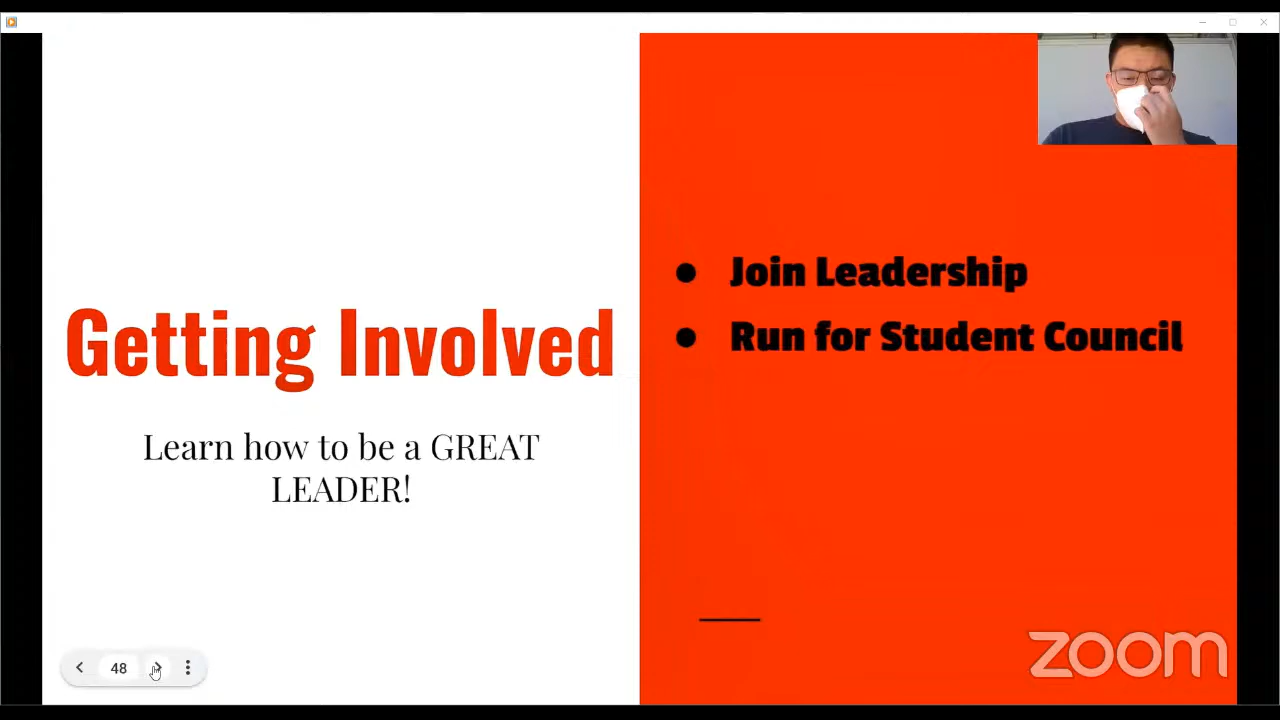 Getting Involved
Learn how to be a GREAT
LEADER!
● Join Leadership
● Run for Student Council
48
zoom